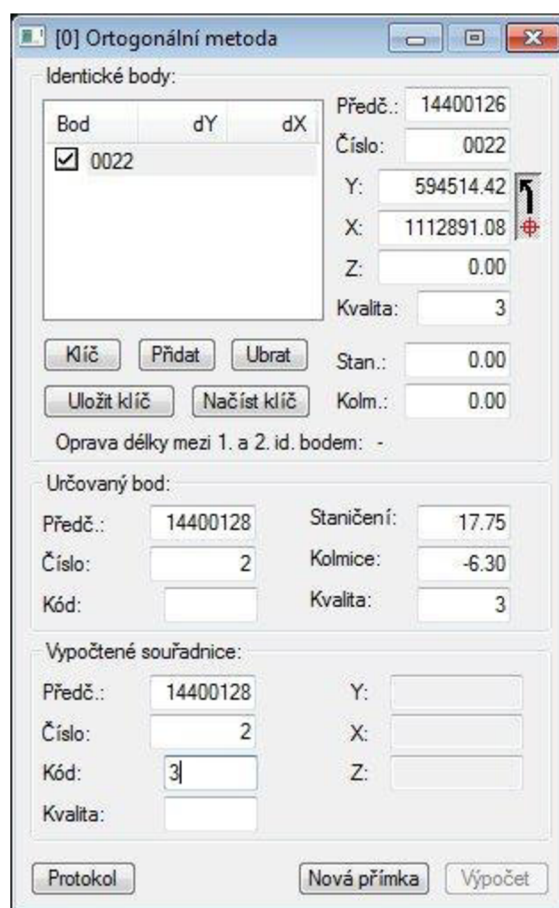 [0] Ortogonální metoda
Identické body:
Bod dY dX
0022
Předč.: 14400126
Číslo: 0022
Y: 594514.42
X: 1112891.08
Z: 0.00
Kvalita: 3
Klíč Přidat Ubrat
Stan.: 0.00
Uložit klíč Načíst klíč
Kolm.: 0.00
Oprava délky mezi 1. a 2. id. bodem: -
Určovaný bod:
Předč.: 14400128
Staničení: 17.75
Číslo: 2
Kolmice: -6.30
Kód:
Kvalita: 3
Vypočtené souřadnice:
Předč.: 14400128
Y:
Číslo: 2
X:
Kód: 3
Z:
Kvalita:
Protokol Nová přímka Výpočet